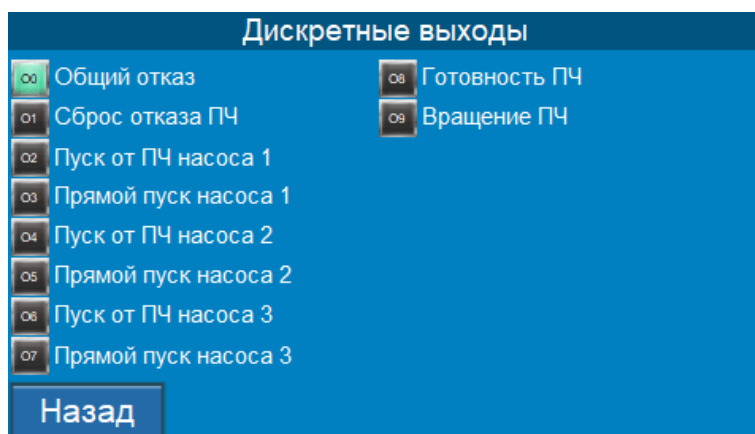 Дискретные выходы
O0 Общий отказ
O1 Сброс отказа ПЧ
O2 Пуск от ПЧ насоса 1
O3 Прямой пуск насоса 1
O4 Пуск от ПЧ насоса 2
O5 Прямой пуск насоса 2
O6 Пуск от ПЧ насоса 3
O7 Прямой пуск насоса 3
O8 Готовность ПЧ
O9 Вращение ПЧ
Назад